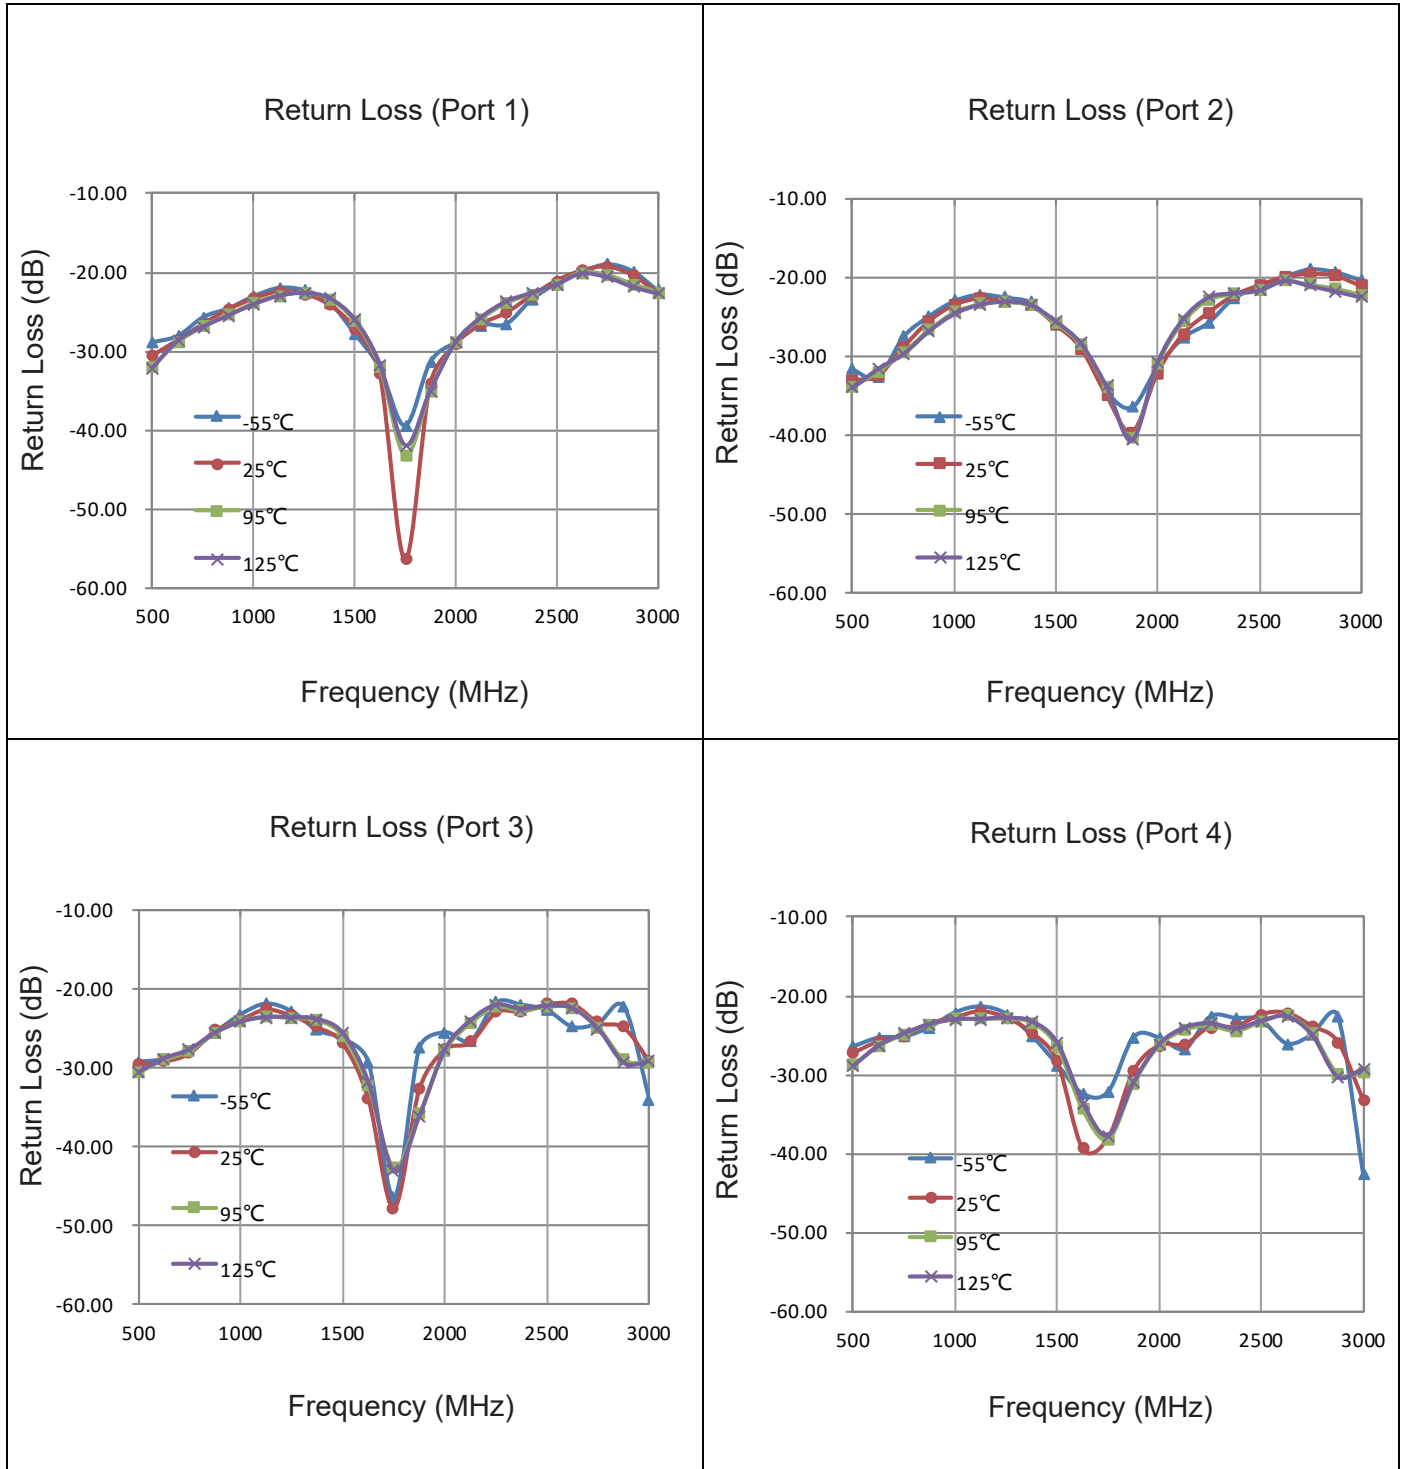 Return Loss (Port 1)
Return Loss (dB)
-10.00
-20.00
-30.00
-40.00
-50.00
-60.00
-55℃
25℃
95℃
125℃
500 1000 1500 2000 2500 3000
Frequency (MHz)
Return Loss (Port 2)
Return Loss (dB)
-10.00
-20.00
-30.00
-40.00
-50.00
-60.00
-55℃
25℃
95℃
125℃
500 1000 1500 2000 2500 3000
Frequency (MHz)
Return Loss (Port 3)
Return Loss (dB)
-10.00
-20.00
-30.00
-40.00
-50.00
-60.00
-55℃
25℃
95℃
125℃
500 1000 1500 2000 2500 3000
Frequency (MHz)
Return Loss (Port 4)
Return Loss (dB)
-10.00
-20.00
-30.00
-40.00
-50.00
-60.00
-55℃
25℃
95℃
125℃
500 1000 1500 2000 2500 3000
Frequency (MHz)